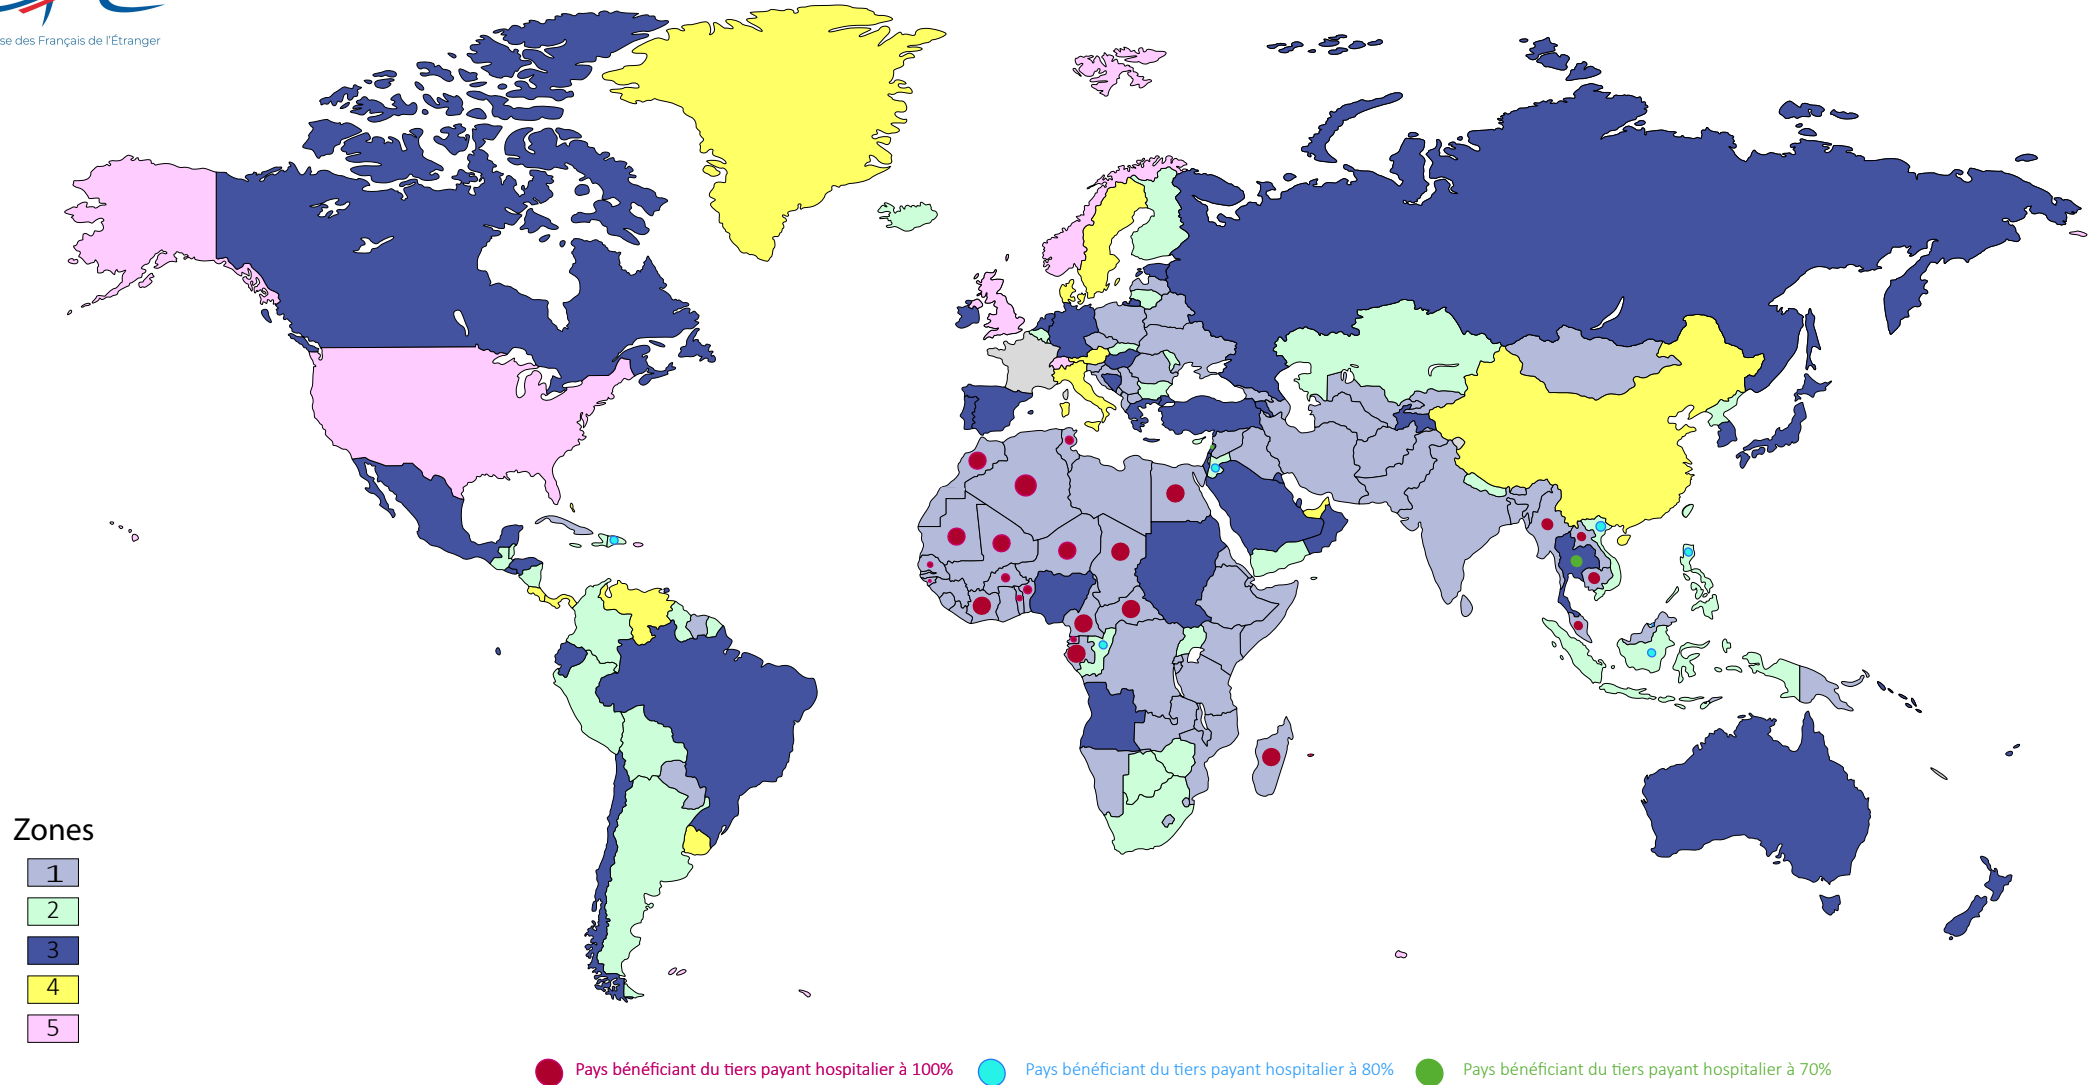 se des Français de l'Étranger
Zones
1
2
3
4
5
Pays bénéficiant du tiers payant hospitalier à 100%
Pays bénéficiant du tiers payant hospitalier à 80%
Pays bénéficiant du tiers payant hospitalier à 70%